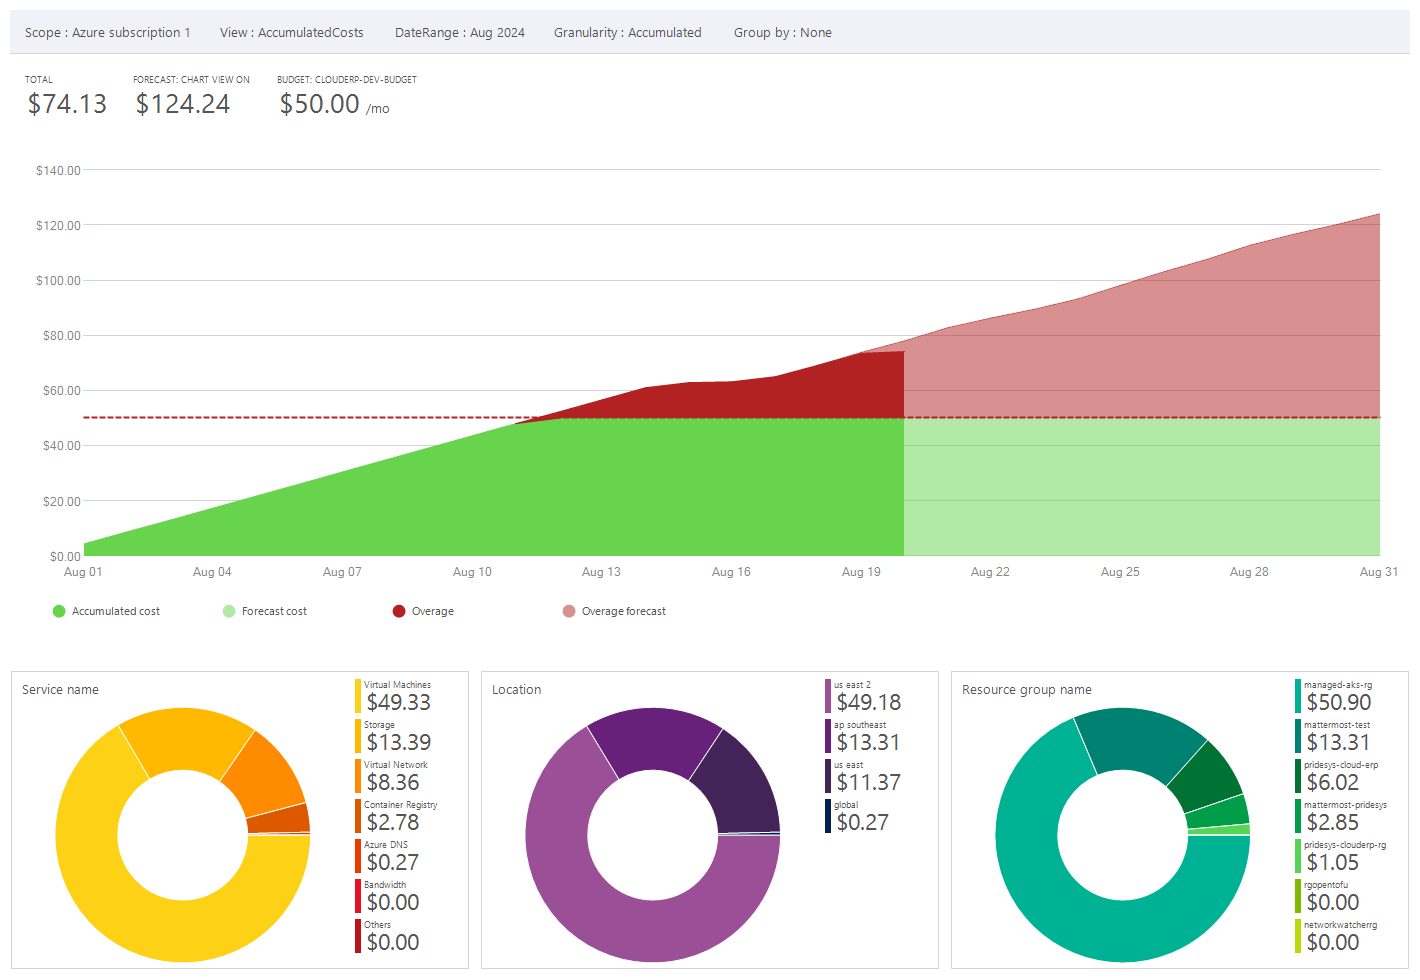 Scope : Azure subscription 1 View : AccumulatedCosts DateRange : Aug 2024 Granularity : Accumulated Group by : None
TOTAL FORECAST: CHART VIEW ON BUDGET: CLOUDERP-DEV-BUDGET
$74.13 $124.24 $50.00 /mo
$140.00
$120.00
$100.00
$80.00
$60.00
$40.00
$20.00
$0.00
Aug 01 Aug 04 Aug 07 Aug 10 Aug 13 Aug 16 Aug 19 Aug 22 Aug 25 Aug 28 Aug 31
Accumulated cost Forecast cost Overage Overage forecast
Service name
Virtual Machines
$49.33
Storage
$13.39
Virtual Network
$8.36
Container Registry
$2.78
Azure DNS
$0.27
Bandwidth
$0.00
Others
$0.00
Location
us east 2
$49.18
ap southeast
$13.31
us east
$11.37
global
$0.27
Resource group name
managed-aks-rg
$50.90
mattermost-test
$13.31
pridesys-cloud-erp
$6.02
mattermost-pridesys
$2.85
pridesys-clouderp-rg
$1.05
rgopentofu
$0.00
networkwatcherrg
$0.00